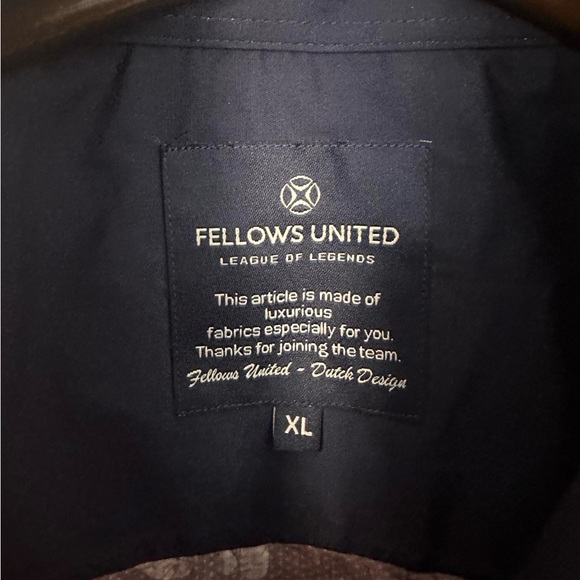 FELLOWS UNITED
LEAGUE OF LEGENDS
This article is made of
luxurious
fabrics especially for you.
Thanks for joining the team.
Fellows United - Dutch Design
XL